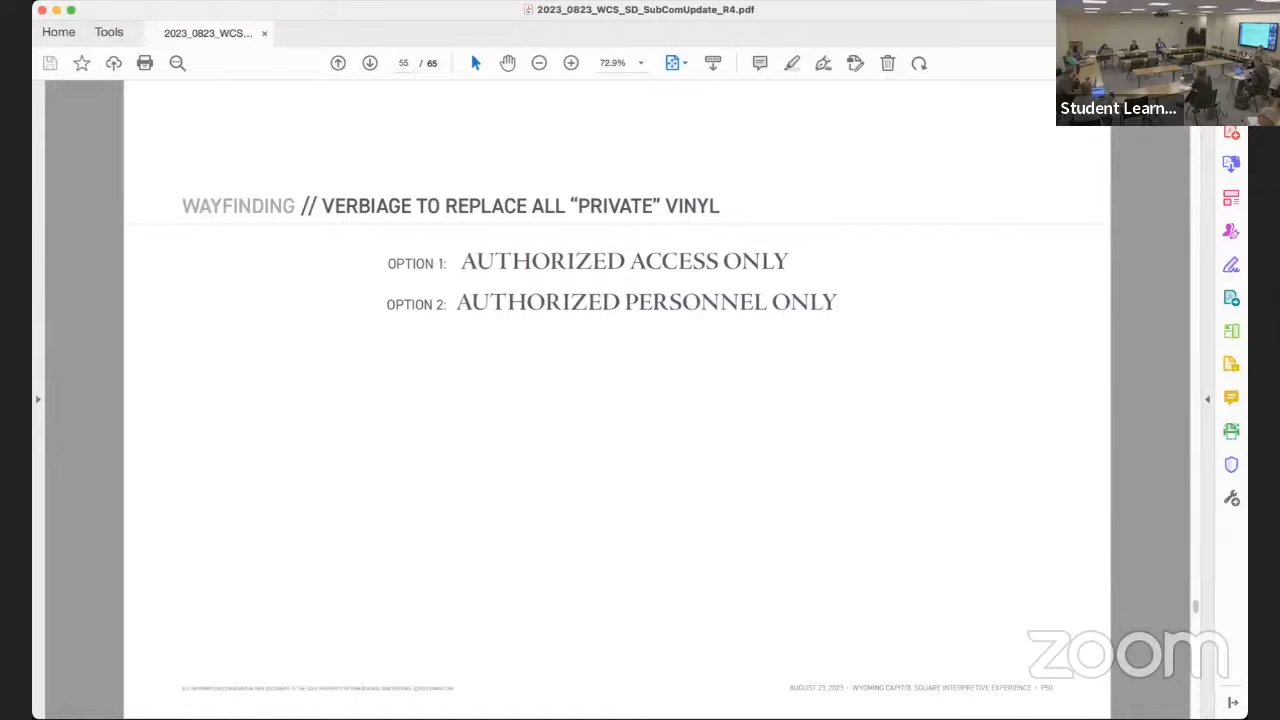 2023_0823_WCS_SD_SubComUpdate_R4.pdf
Home Tools 2023_0823_WCS... ×
55 / 65 72.9%
Student Learn...
WAYFINDING // VERBIAGE TO REPLACE ALL “PRIVATE” VINYL
OPTION 1: AUTHORIZED ACCESS ONLY
OPTION 2: AUTHORIZED PERSONNEL ONLY
zoom
AUGUST 23, 2023 - WYOMING CAPITOL SQUARE INTERPRETIVE EXPERIENCE